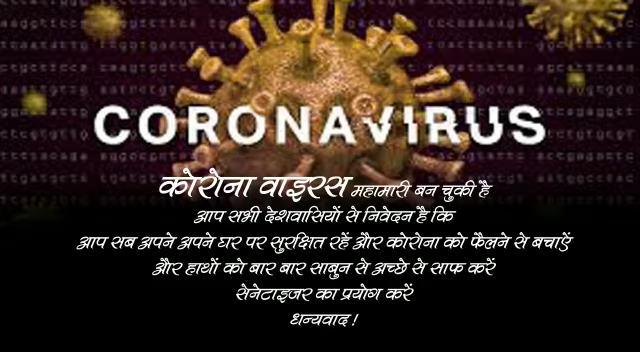 CORONAVIRUS
कोरोना वाइरस महामारी बन चुकी है
आप सभी देशवासियों से निवेदन है कि
आप सब अपने अपने घर पर सुरक्षित रहें और कोरोना को फैलने से बचाऐं
और हाथों को बार बार साबुन से अच्छे से साफ करें
सेनेटाइजर का प्रयोग करें
धन्यवाद !